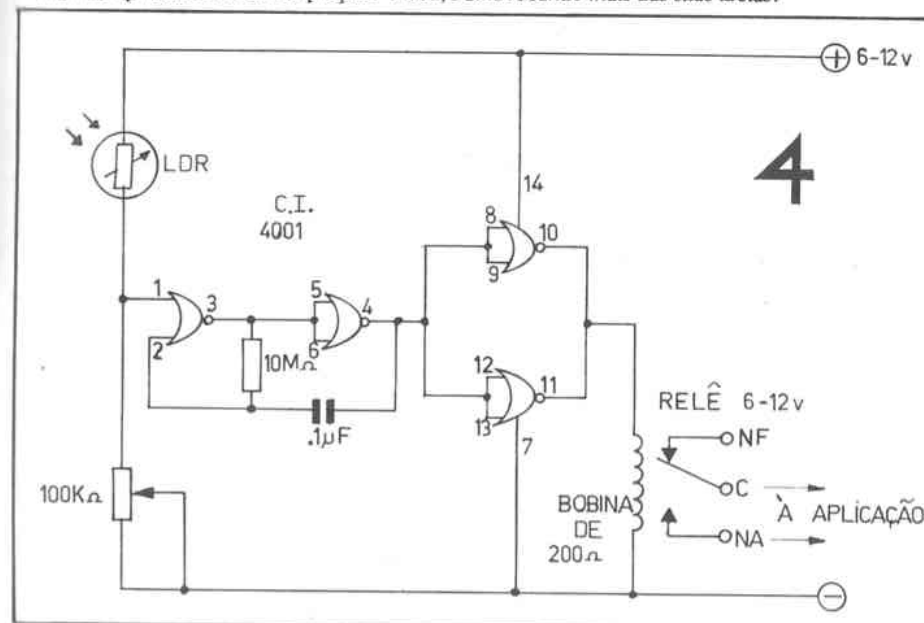 6-12v
4
LDR
14
C.I.
4001
8
10
9
1
3
5
4
2
6
10MΩ
12
11
13
.1µF
7
RELÊ 6-12v
NF
100KΩ
BOBINA
DE
200Ω
C
À APLICAÇÃO
NA